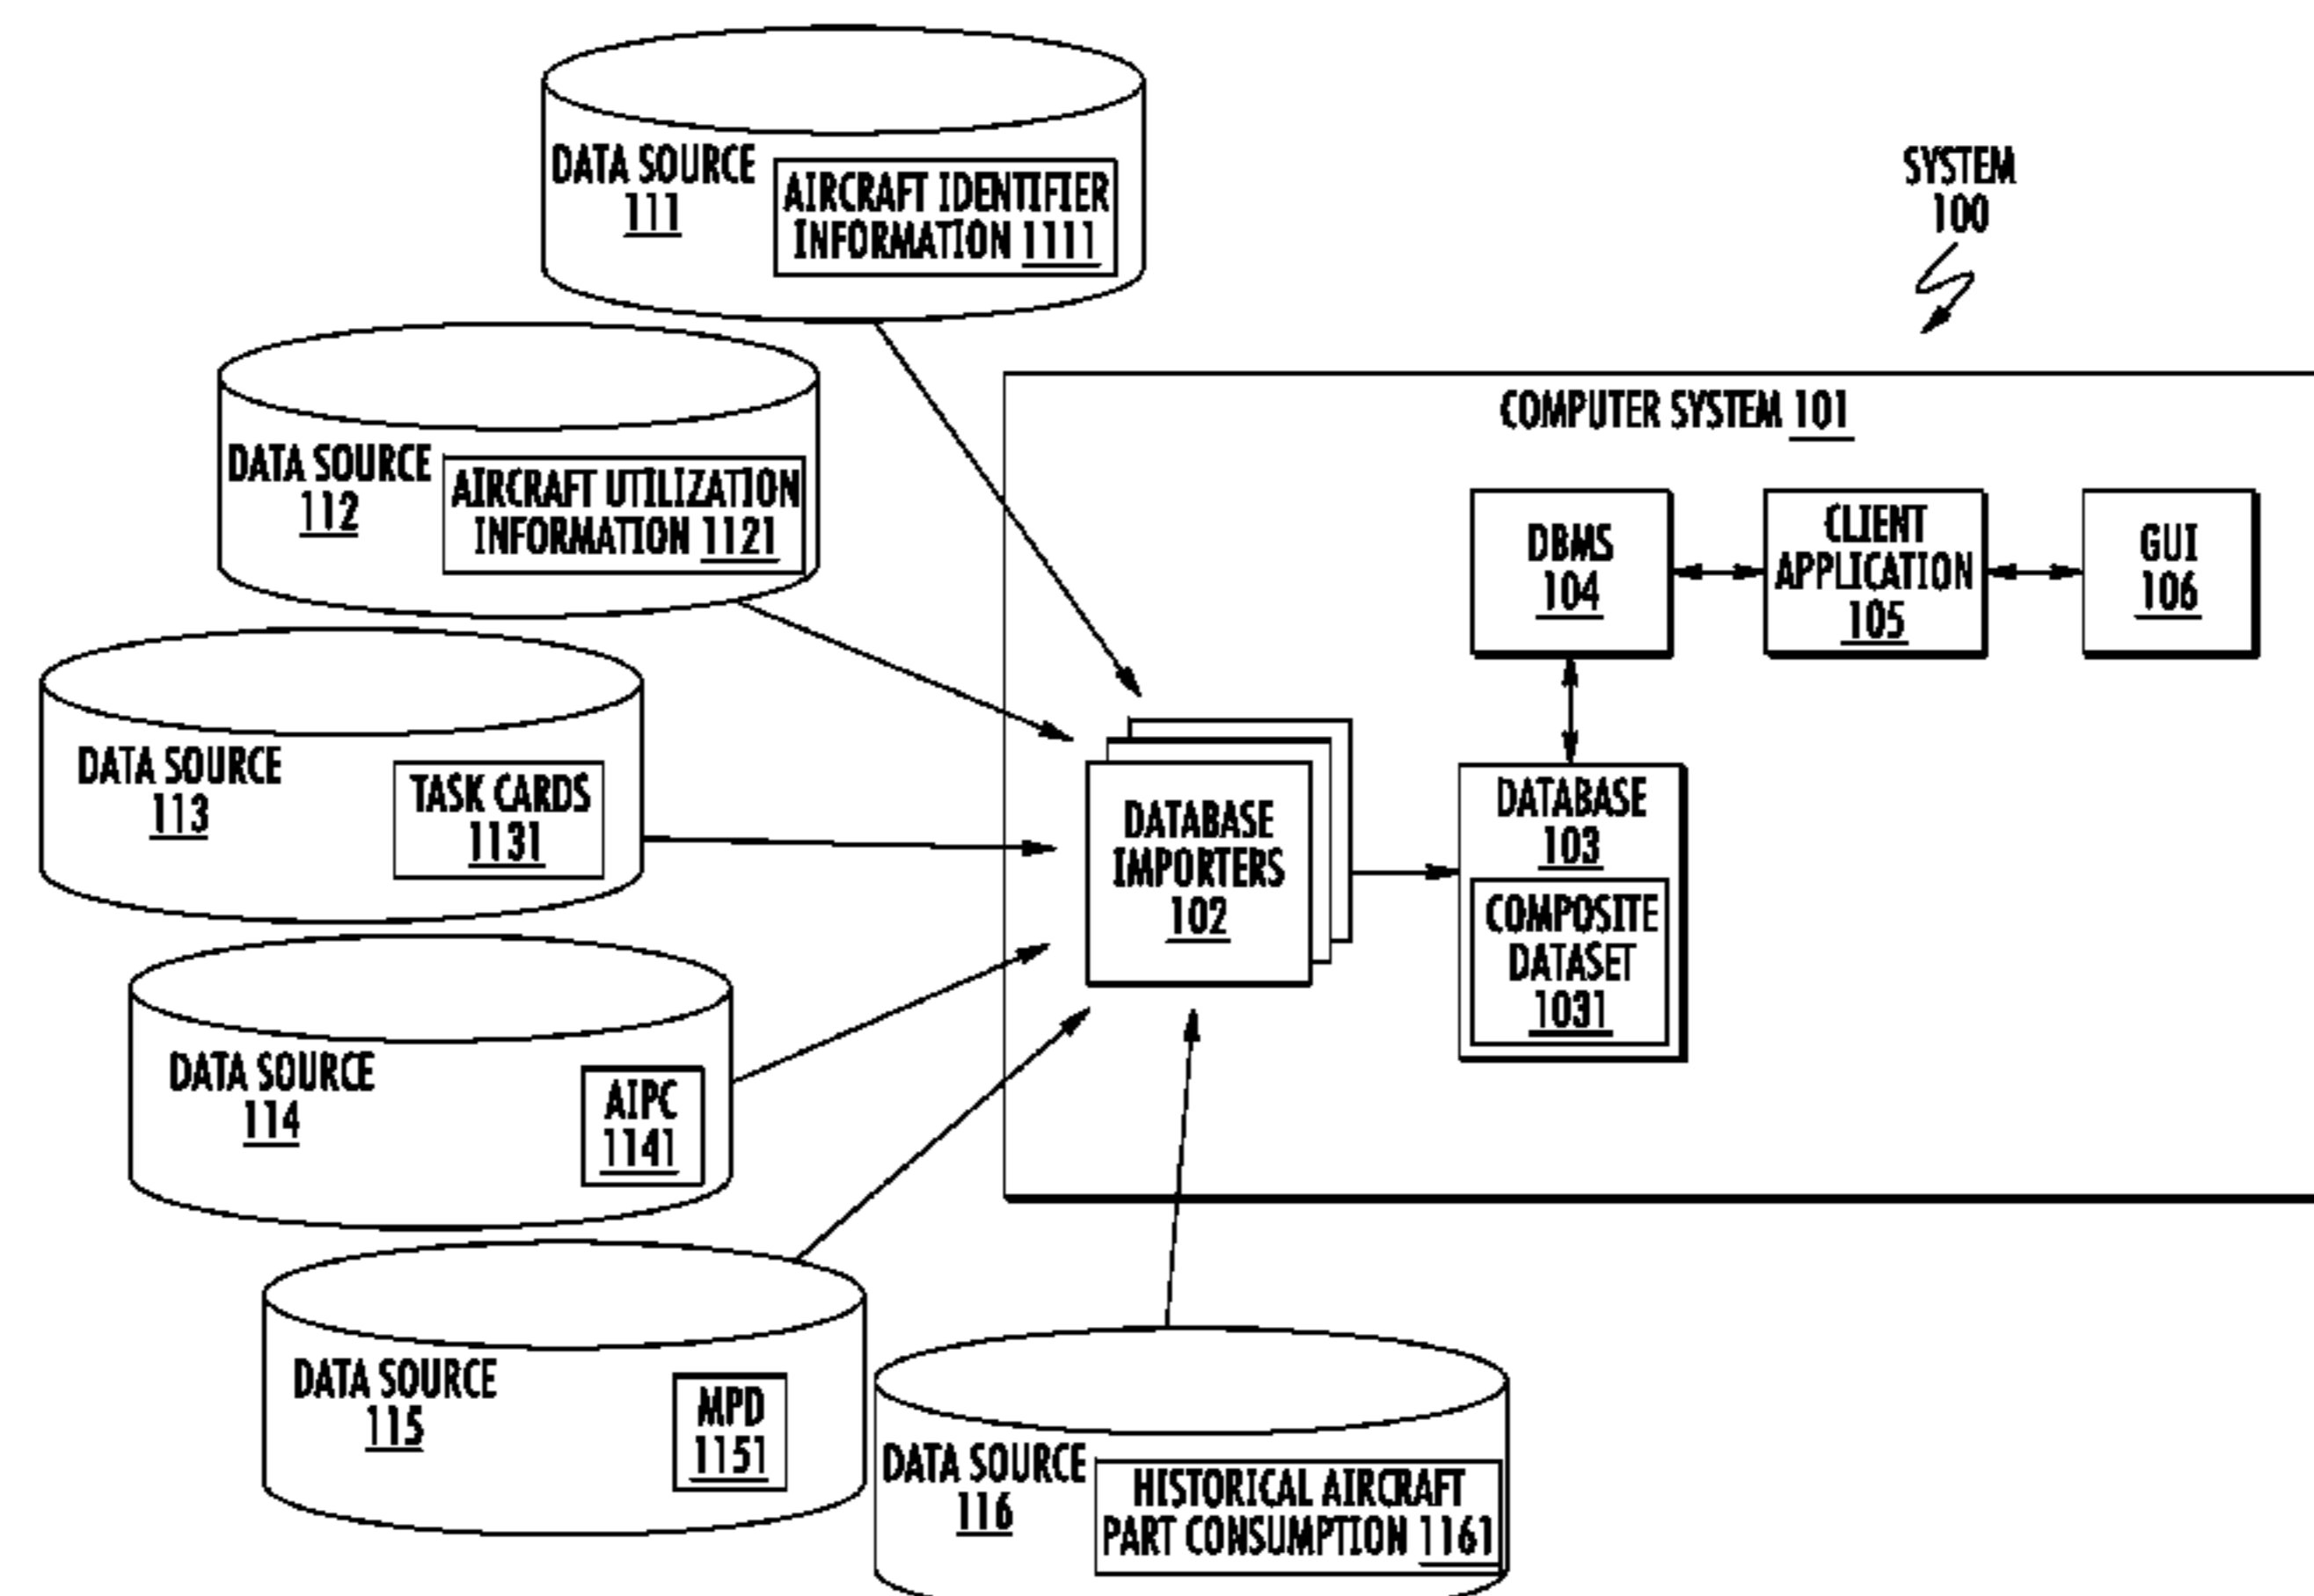 DATA SOURCE
111
AIRCRAFT IDENTIFIER
INFORMATION 1111
SYSTEM
100
DATA SOURCE
112
AIRCRAFT UTILIZATION
INFORMATION 1121
COMPUTER SYSTEM 101
DBMS
104
CLIENT
APPLICATION
105
GUI
106
DATA SOURCE
113
TASK CARDS
1131
DATABASE
IMPORTERS
102
DATABASE
103
COMPOSITE
DATASET
1031
DATA SOURCE
114
AIPC
1141
DATA SOURCE
115
MPD
1151
DATA SOURCE
116
HISTORICAL AIRCRAFT
PART CONSUMPTION 1161